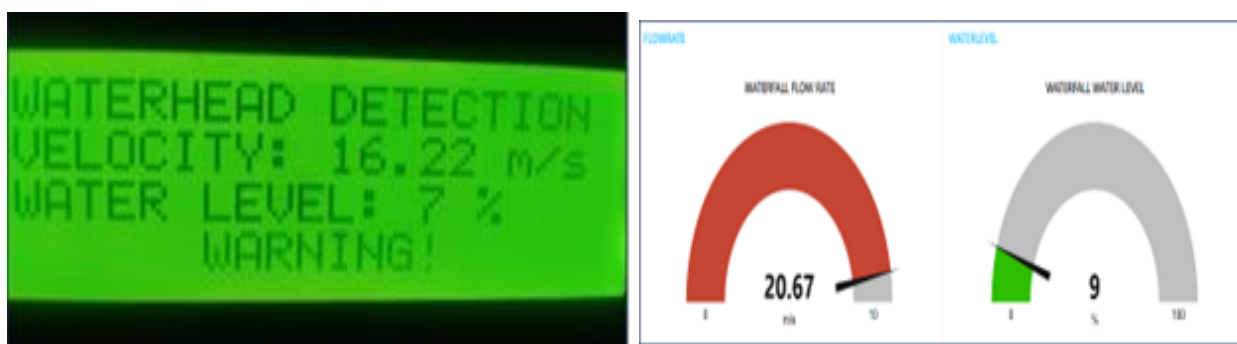 WATERHEAD DETECTION
VELOCITY: 16.22 m/s
WATER LEVEL: 7 %
WARNING!
FLOWRATE
WATERFALL FLOW RATE
20.67
m/s
0
10
WATERLEVEL
WATERFALL WATER LEVEL
9
%
0
100